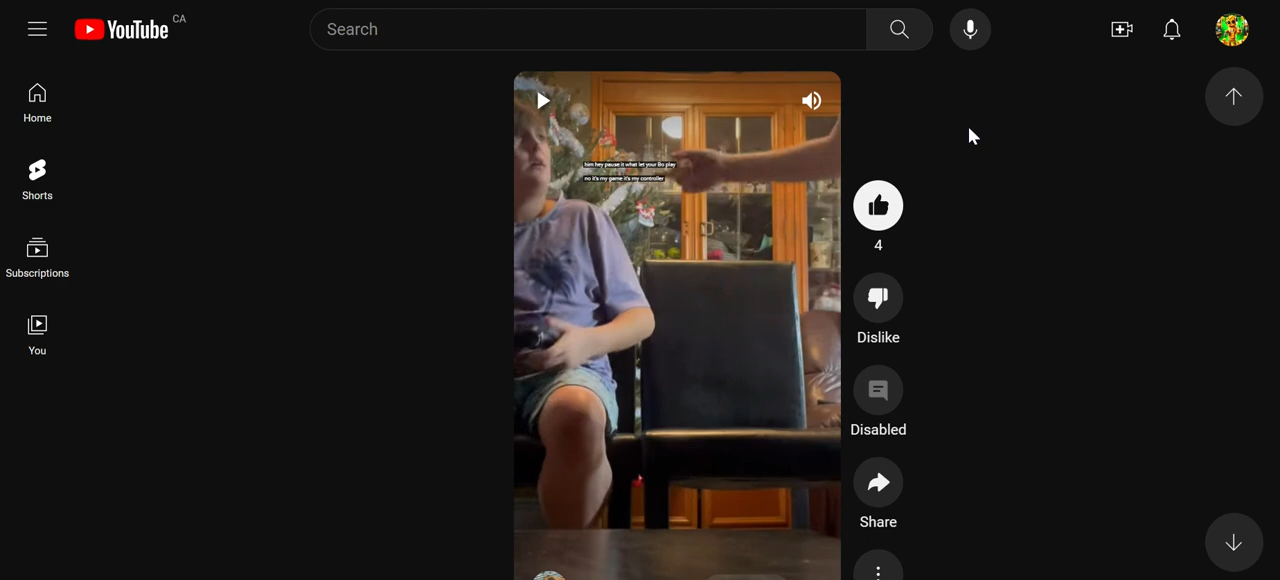 YouTube CA
Search
Home
Shorts
Subscriptions
You
him hey pause it what let your Bo play
no it's my game it's my controller
4
Dislike
Disabled
Share